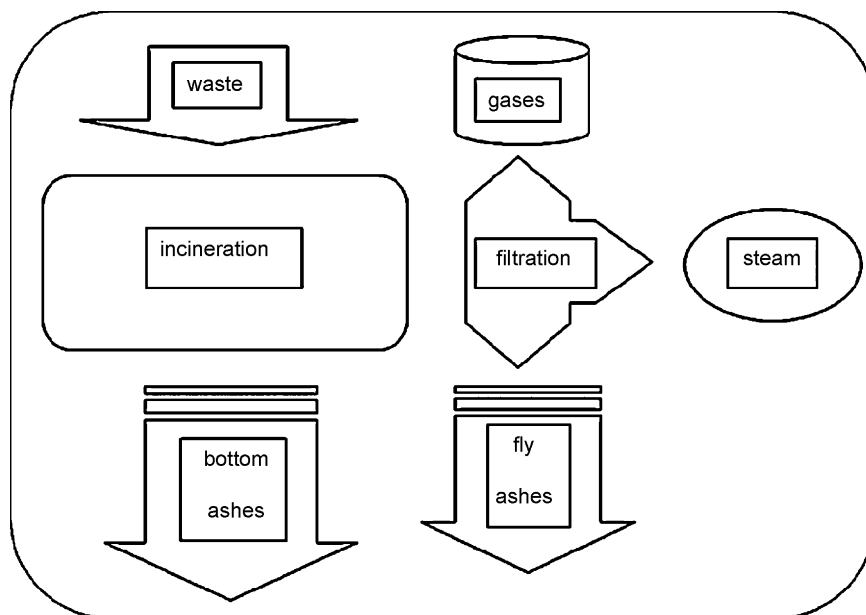 waste
gases
incineration
filtration
steam
bottom
ashes
fly
ashes